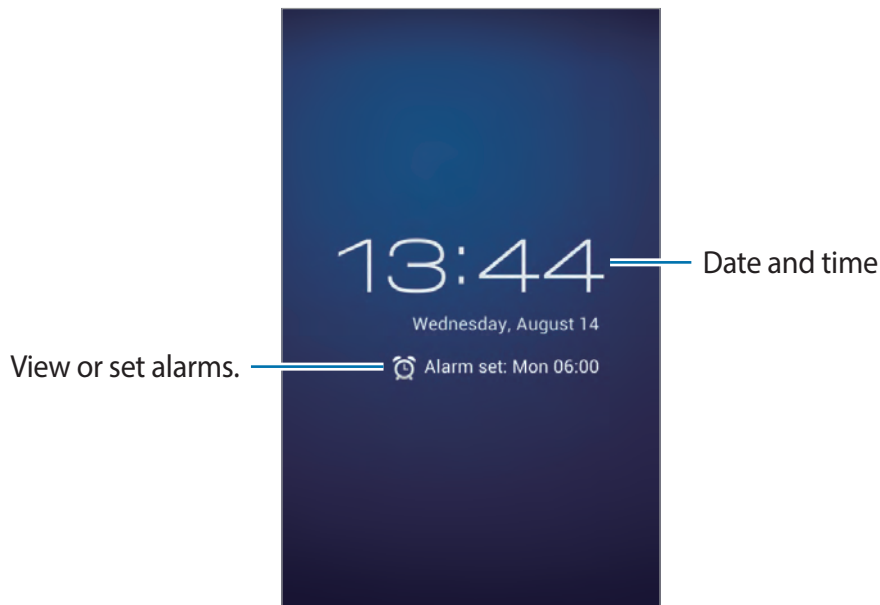 13:44
Date and time
Wednesday, August 14
View or set alarms.
Alarm set: Mon 06:00